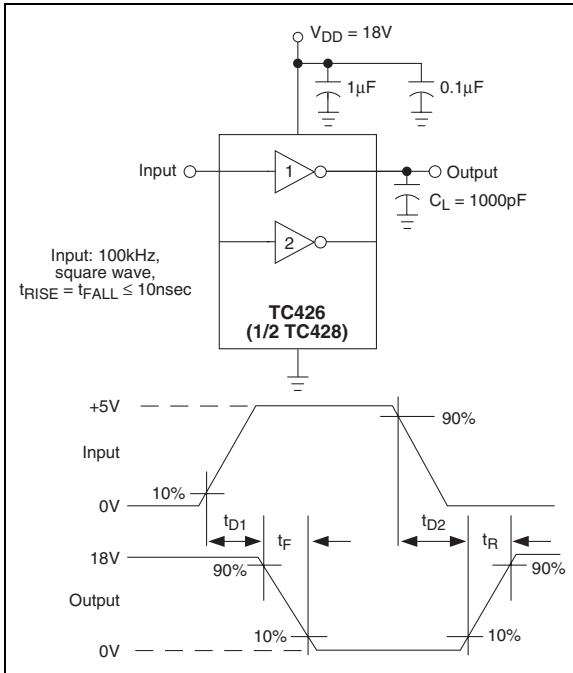 V_DD = 18V
1μF
0.1μF
Input
1
Output
C_L = 1000pF
2
Input: 100kHz,
square wave,
t_RISE = t_FALL ≤ 10nsec
TC426
(1/2 TC428)
+5V
90%
Input
10%
0V
t_D1
t_F
t_D2
t_R
18V
90%
90%
Output
10%
10%
0V